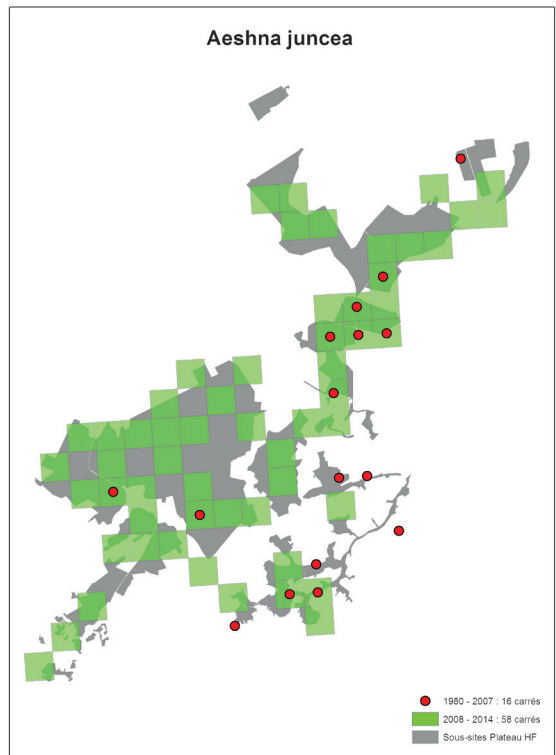 Aeshna juncea
1980 - 2007 : 16 carrés
2008 - 2014 : 58 carrés
Sous-sites Plateau HF